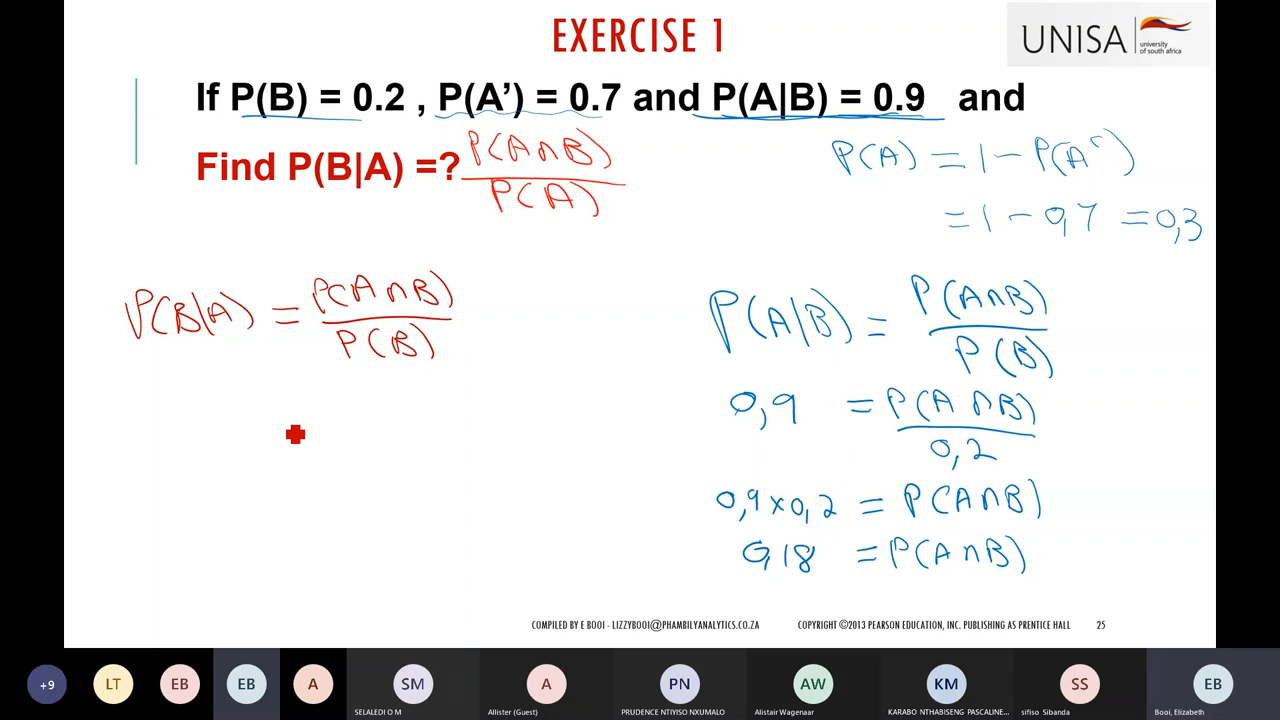 EXERCISE 1
UNISA university of south africa
If P(B) = 0.2 , P(A’) = 0.7 and P(A|B) = 0.9 and
Find P(B|A) =? P(A∩B) / P(A)
P(A) = 1 - P(A^c)
= 1 - 0,7 = 0,3
P(B|A) = P(A∩B) / P(B)
P(A|B) = P(A∩B) / P(B)
0,9 = P(A∩B) / 0,2
0,9 x 0,2 = P(A∩B)
0,18 = P(A∩B)
COMPILED BY E BOOI - LIZZYBOOI@PHAMBILYANALYTICS.CO.ZA COPYRIGHT ©2013 PEARSON EDUCATION, INC. PUBLISHING AS PRENTICE HALL 25
+9 LT EB EB A SM A PN AW KM SS EB
SELALEDI O M Allister (Guest) PRUDENCE NTIYISO NXUMALO Alistair Wagenaar KARABO NTHABISENG PASCALINE... sifiso Sibanda Booi, Elizabeth